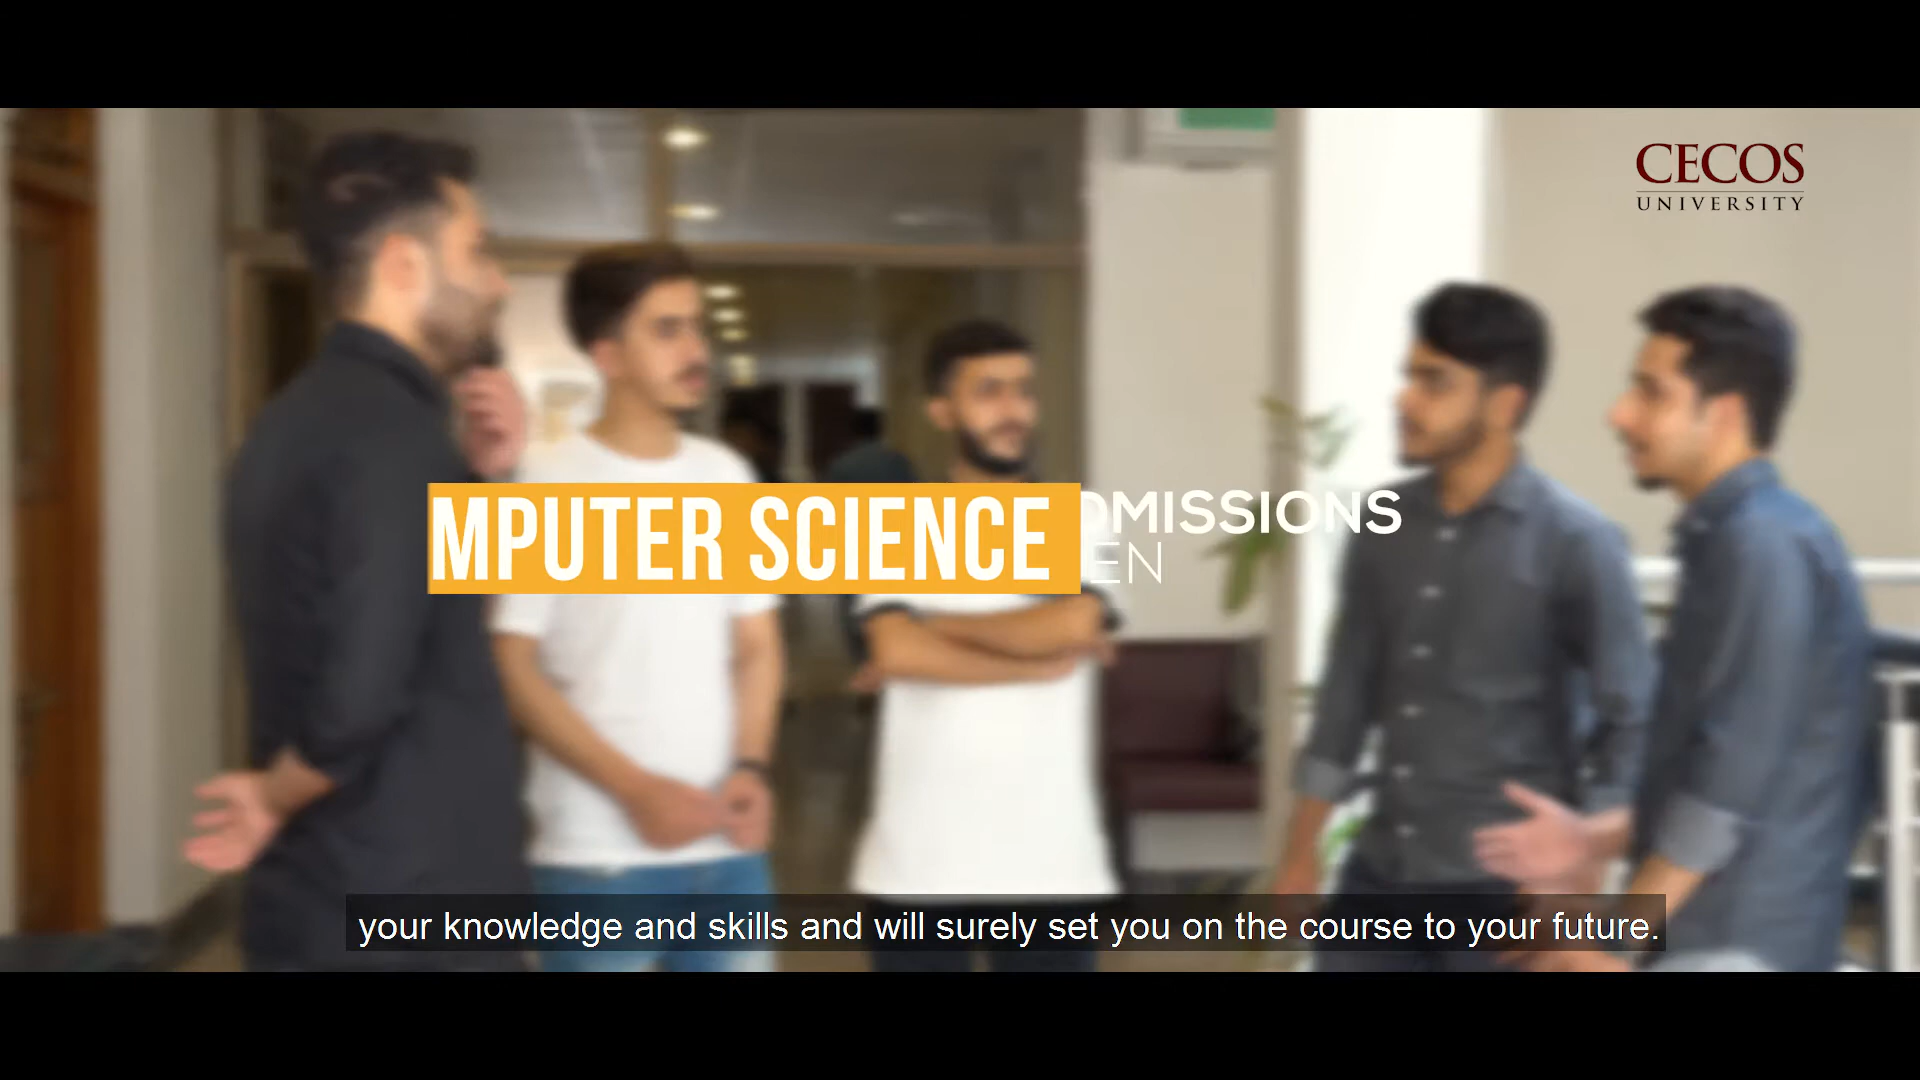 CECOS
UNIVERSITY
MPUTER SCIENCE
DMISSIONS
EN
your knowledge and skills and will surely set you on the course to your future.